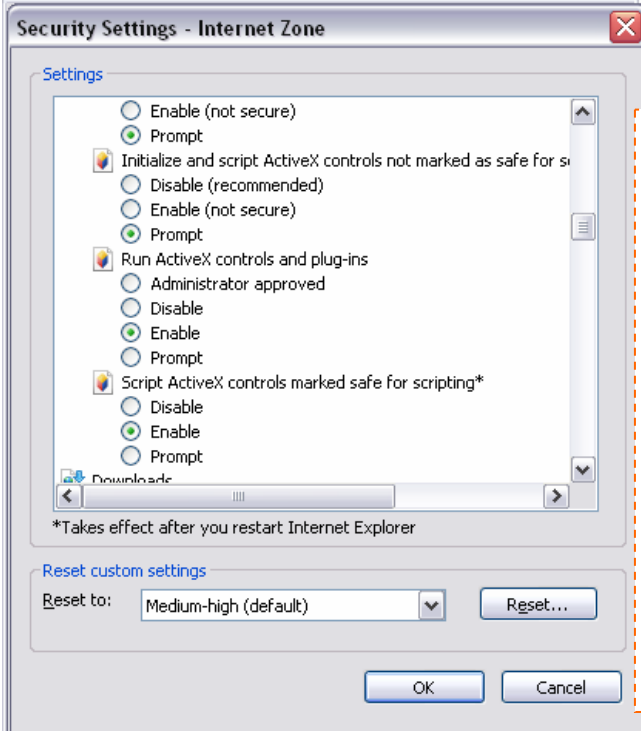 Security Settings - Internet Zone
Settings
Enable (not secure)
Prompt
Initialize and script ActiveX controls not marked as safe for s
Disable (recommended)
Enable (not secure)
Prompt
Run ActiveX controls and plug-ins
Administrator approved
Disable
Enable
Prompt
Script ActiveX controls marked safe for scripting*
Disable
Enable
Prompt
Downloads
*Takes effect after you restart Internet Explorer
Reset custom settings
Reset to: Medium-high (default) Reset...
OK Cancel